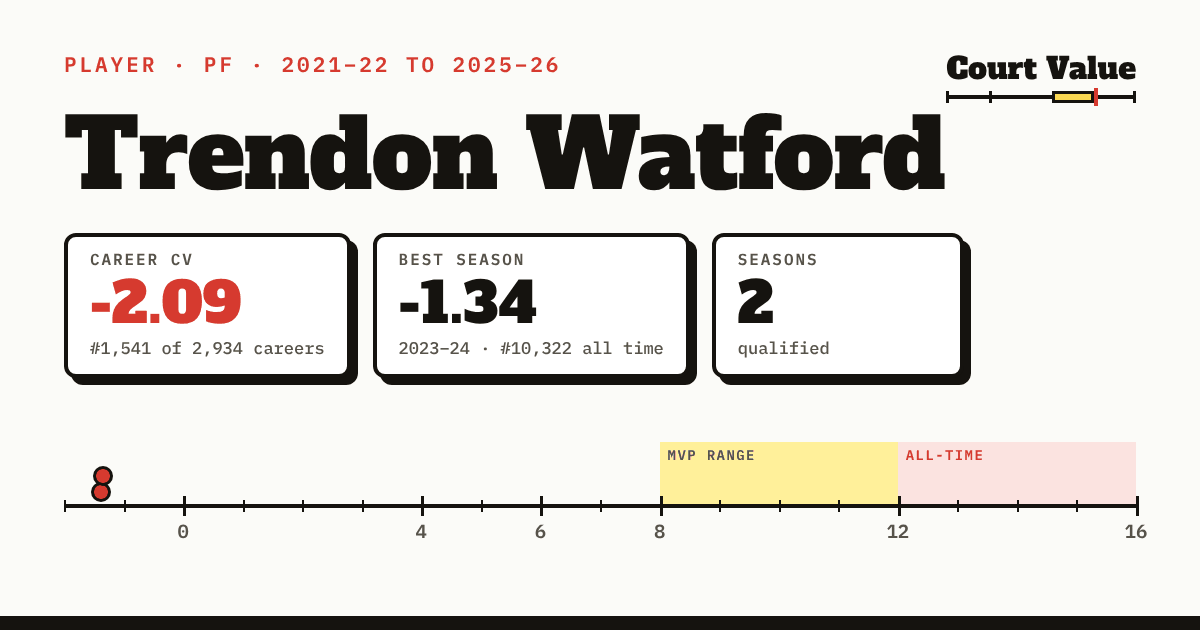 PLAYER · PF · 2021–22 TO 2025–26
Court Value
Trendon Watford
CAREER CV
-2.09
#1,541 of 2,934 careers
BEST SEASON
-1.34
2023–24 · #10,322 all time
SEASONS
2
qualified
MVP RANGE
ALL-TIME
0
4
6
8
12
16